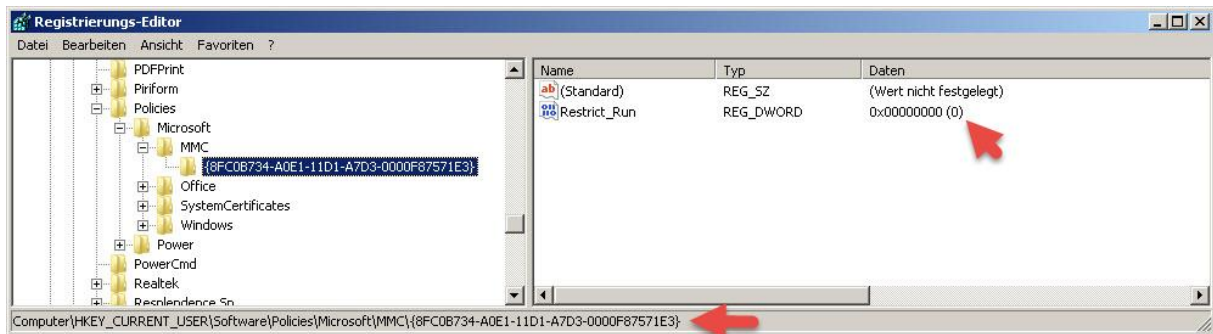 Registrierungs-Editor
Datei Bearbeiten Ansicht Favoriten ?
PDFPrint
Piriform
Policies
Microsoft
MMC
{8FC0B734-A0E1-11D1-A7D3-0000F87571E3}
Office
SystemCertificates
Windows
Power
PowerCmd
Realtek
Resplendence Sp
Name Typ Daten
(Standard) REG_SZ (Wert nicht festgelegt)
Restrict_Run REG_DWORD 0x00000000 (0)
Computer\HKEY_CURRENT_USER\Software\Policies\Microsoft\MMC\{8FC0B734-A0E1-11D1-A7D3-0000F87571E3}